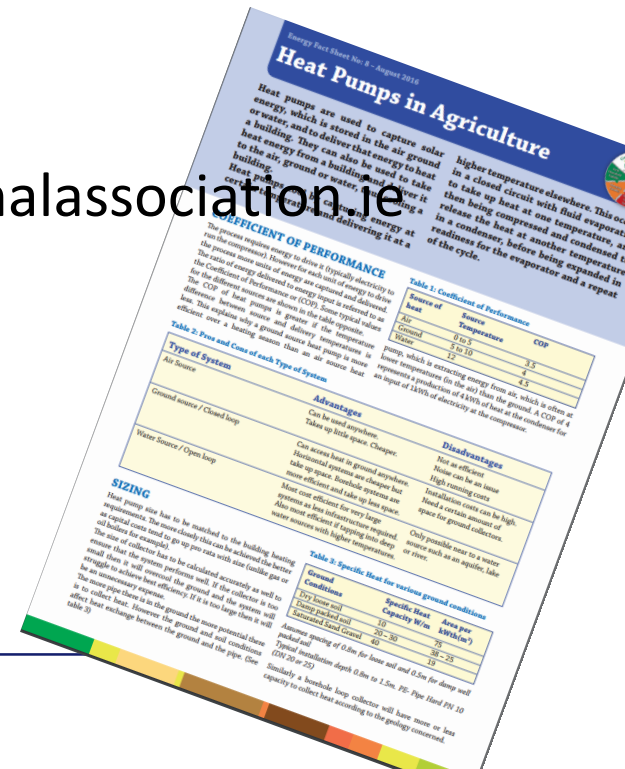 Energy Fact Sheet No: 8 – August 2016
Heat Pumps in Agriculture
nalassociation.ie
Heat pumps are used to capture solar
energy, which is stored in the air ground
or water, and to deliver that energy to heat
a building. They can also be used to take
heat energy from a building and deliver it
to the air, ground or water,
building.
Heat pumps
capturing energy at
certain
and delivering it at a
higher temperature elsewhere. This
in a closed circuit with fluid
to take up heat at one temperature,
then being compressed and condensed
release the heat at another temperature
in a condenser, before being expanded in
readiness for the evaporator and a repeat
of the cycle.
COEFFICIENT OF PERFORMANCE
The process requires energy to drive it (typically electricity to
run the compressor). However for each unit of energy to drive
the process more units of energy are captured and delivered.
The ratio of energy delivered to energy input is referred to as
the Coefficient of Performance or (COP). Some typical values
for the different sources are shown in the table opposite.
The COP of heat pumps is greater if the temperature
difference between source and delivery temperatures is
less. This explains why a ground source heat pump is more
efficient over a heating season than an air source heat
Table 1: Coefficient of Performance
Source of heat Source Temperature COP
Air 0 to 5 3.5
Ground 5 to 10 4
Water 12 4.5
pump, which is extracting energy from air, which is often at
lower temperatures (in the air) than the ground. A COP of 4
represents a production of 4 kWh of heat at the condenser for
an input of 1kWh of electricity at the compressor.
Table 2: Pros and Cons of each Type of System
Type of System Advantages Disadvantages
Air Source
Can be used anywhere.
Takes up little space. Cheaper.
Not as efficient
Noise can be an issue
High running costs
Ground source / Closed loop
Can access heat in ground anywhere.
Horizontal systems are cheaper but
take up space. Borehole systems are
more efficient and take up less space.
Installation costs can be high.
Need a certain amount of
space for ground collectors.
Water Source / Open loop
Most cost efficient for very large
systems as less infrastructure required.
Also most efficient if tapping into deep
water sources with higher temperatures.
Only possible near to a water
source such as an aquifer, lake
or river.
SIZING
Heat pump size has to be matched to the building heating
requirements. The more closely this can be achieved the better
as capital costs tend to go up pro rata with size (unlike gas or
oil boilers for example).
The size of collector has to be calculated accurately as well to
ensure that the system performs well. If the collector is too
small then it will overcool the ground and the system will
struggle to achieve best efficiency. If it is too large then it will
be an unnecessary expense.
The more pipe there is in the ground the more potential there
is to collect heat. However the ground and soil conditions
affect heat exchange between the ground and the pipe. (See
table 3)
Table 3: Specific Heat for various ground conditions
Ground Conditions Specific Heat Capacity W/m Area per kWth(m²)
Dry loose soil 10 75
Damp packed soil 20 – 30 38 – 25
Saturated Sand Gravel 40 19
Assumes spacing of 0.8m for loose soil and 0.5m for damp well
packed soil
Typical installation depth 0.8m to 1.5m. PE- Pipe Hard PN 10
(DN 20 or 25)
Similarly a borehole loop collector will have more or less
capacity to collect heat according to the geology concerned.